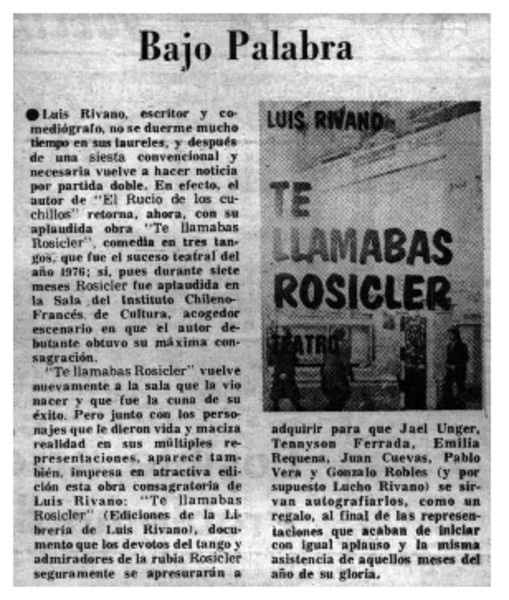 Bajo Palabra
●Luis Rivano, escritor y co-
mediógrafo, no se duerme mucho
tiempo en sus laureles, y después
de una siesta convencional y
necesaria vuelve a hacer noticia
por partida doble. En efecto, el
autor de "El Rucio de los cu-
chillos" retorna, ahora, con su
aplaudida obra "Te llamabas
Rosicler", comedia en tres tan-
gos, que fue el suceso teatral del
año 1976; sí, pues durante siete
meses Rosicler fue aplaudida en
la Sala del Instituto Chileno-
Francés de Cultura, acogedor
escenario en que el autor de-
butante obtuvo su máxima con-
sagración.
"Te llamabas Rosicler" vuelve
nuevamente a la sala que la vio
nacer y que fue la cuna de su
éxito. Pero junto con los perso-
najes que le dieron vida y maciza
realidad en sus múltiples re-
presentaciones, aparece tam-
bién, impresa en atractiva edi-
ción esta obra consagratoria de
Luis Rivano: "Te llamabas
Rosicler" (Ediciones de la Li-
brería de Luis Rivano), docu-
mento que los devotos del tango y
admiradores de la rubia Rosicler
seguramente se apresurarán a
LUIS RIVANO
TE
LLAMABAS
ROSICLER
TEATRO
adquirir para que Jael Unger,
Tennyson Ferrada, Emilia
Requena, Juan Cuevas, Pablo
Vera y Gonzalo Robles (y por
supuesto Lucho Rivano) se sir-
van autografiarlos, como un
regalo, al final de las represen-
taciones que acaban de iniciar
con igual aplauso y la misma
asistencia de aquellos meses del
año de su gloria.